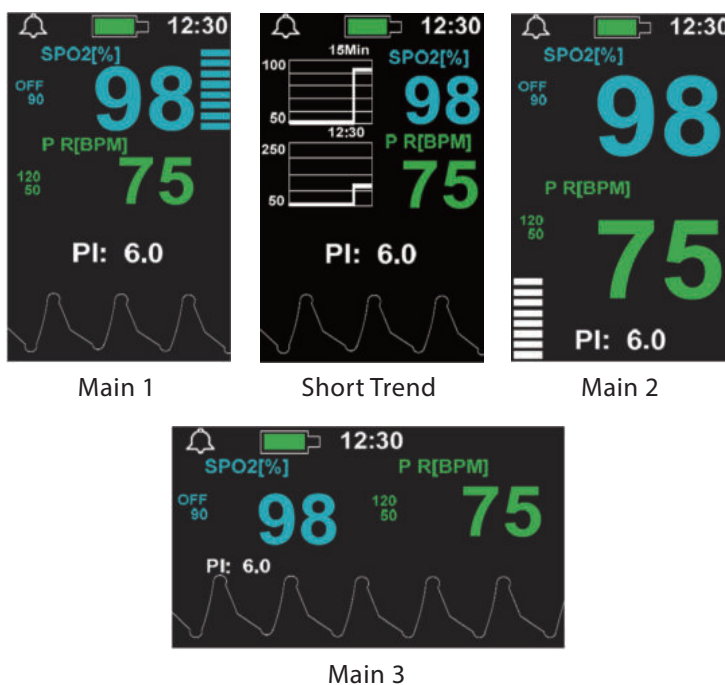 12:30
SPO2[%]
OFF
90
98
P R[BPM]
120
50
75
PI: 6.0
Main 1
12:30
15Min
100
50
SPO2[%]
98
12:30
250
50
P R[BPM]
75
PI: 6.0
Short Trend
12:30
SPO2[%]
OFF
90
98
P R[BPM]
120
50
75
PI: 6.0
Main 2
12:30
SPO2[%]
OFF
90
98
P R[BPM]
120
50
75
PI: 6.0
Main 3